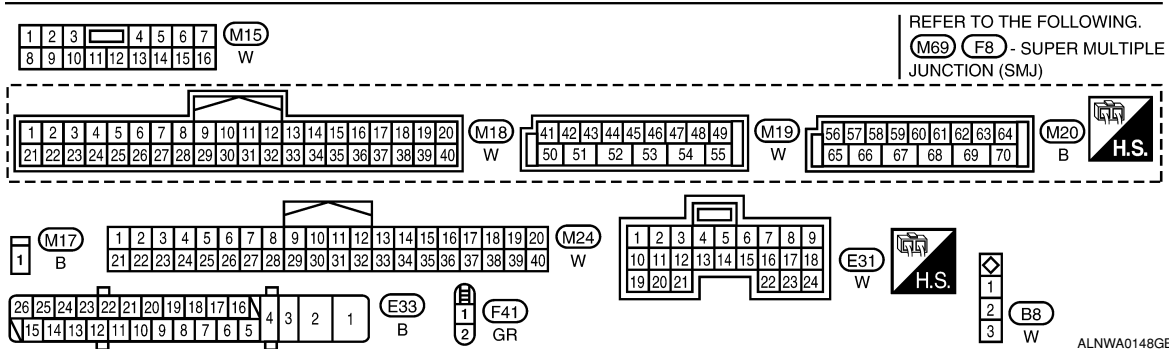 REFER TO THE FOLLOWING.
M69 F8 - SUPER MULTIPLE
JUNCTION (SMJ)
1 2 3 4 5 6 7 M15
8 9 10 11 12 13 14 15 16 W
1 2 3 4 5 6 7 8 9 10 11 12 13 14 15 16 17 18 19 20 M18
21 22 23 24 25 26 27 28 29 30 31 32 33 34 35 36 37 38 39 40 W
41 42 43 44 45 46 47 48 49 M19
50 51 52 53 54 55 W
56 57 58 59 60 61 62 63 64 M20
65 66 67 68 69 70 B
H.S.
1 M17
B
1 2 3 4 5 6 7 8 9 10 11 12 13 14 15 16 17 18 19 20 M24
21 22 23 24 25 26 27 28 29 30 31 32 33 34 35 36 37 38 39 40 W
1 2 3 4 5 6 7 8 9
10 11 12 13 14 15 16 17 18 E31
19 20 21 22 23 24 W
H.S.
1
2 B8
3 W
26 25 24 23 22 21 20 19 18 17 16 4 3 2 1 E33
15 14 13 12 11 10 9 8 7 6 5 B
1 F41
2 GR
ALNWA0148GB